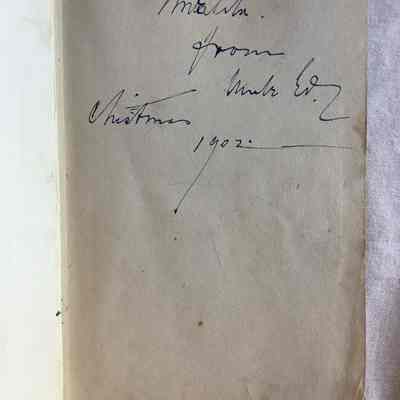 from
Uncle Ed.
Christmas
1902.